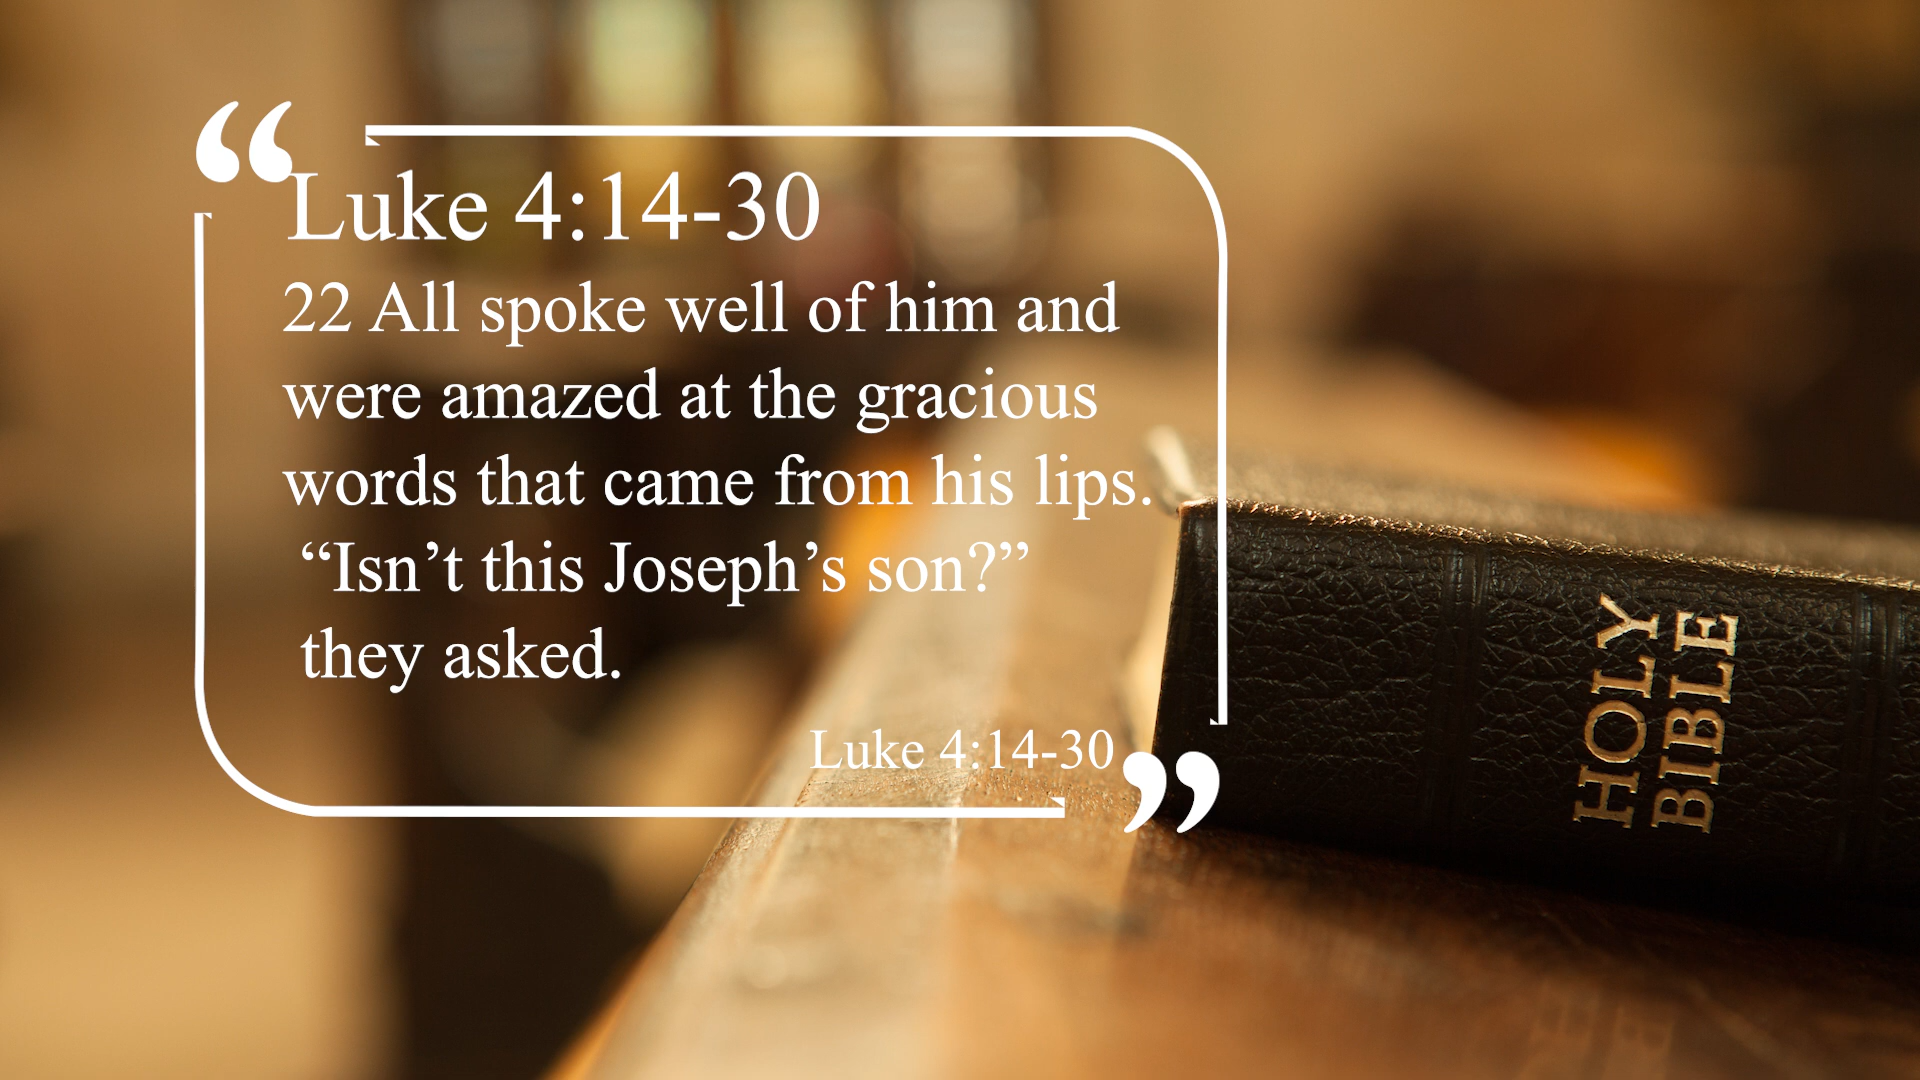 Luke 4:14-30
22 All spoke well of him and
were amazed at the gracious
words that came from his lips.
“Isn’t this Joseph’s son?”
they asked.
Luke 4:14-30
HOLY
BIBLE